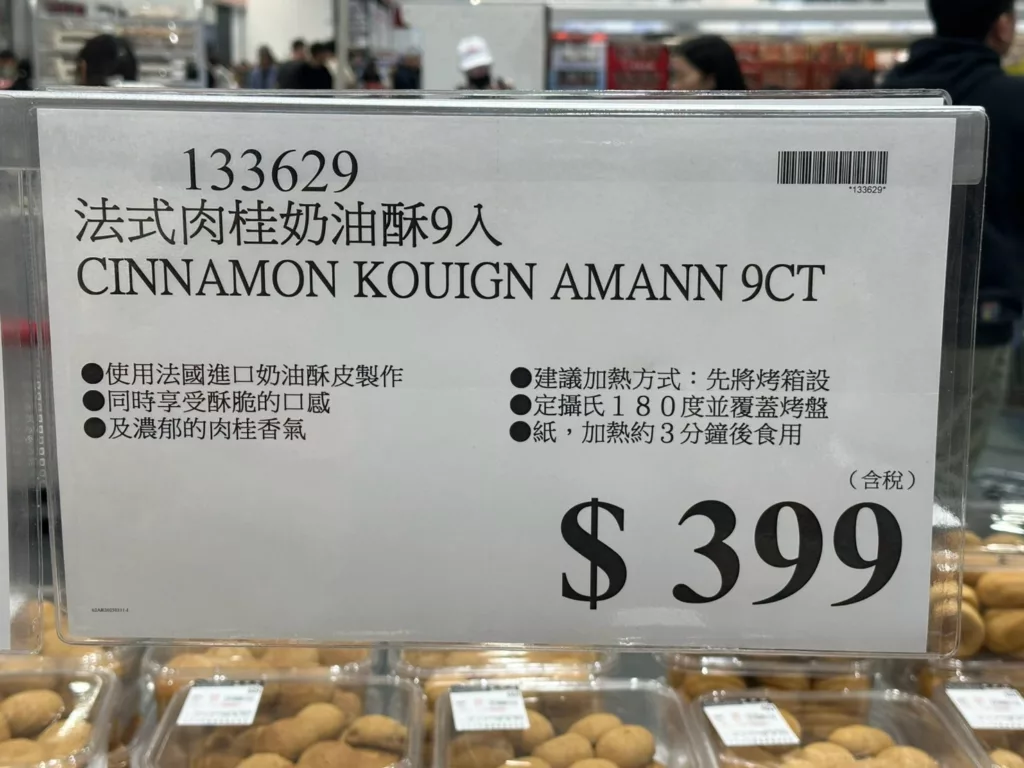 133629
*133629*
法式肉桂奶油酥9入
CINNAMON KOUIGN AMANN 9CT
●使用法國進口奶油酥皮製作
●同時享受酥脆的口感
●及濃郁的肉桂香氣
●建議加熱方式：先將烤箱設
●定攝氏１８０度並覆蓋烤盤
●紙，加熱約３分鐘後食用
（含稅）
$ 399